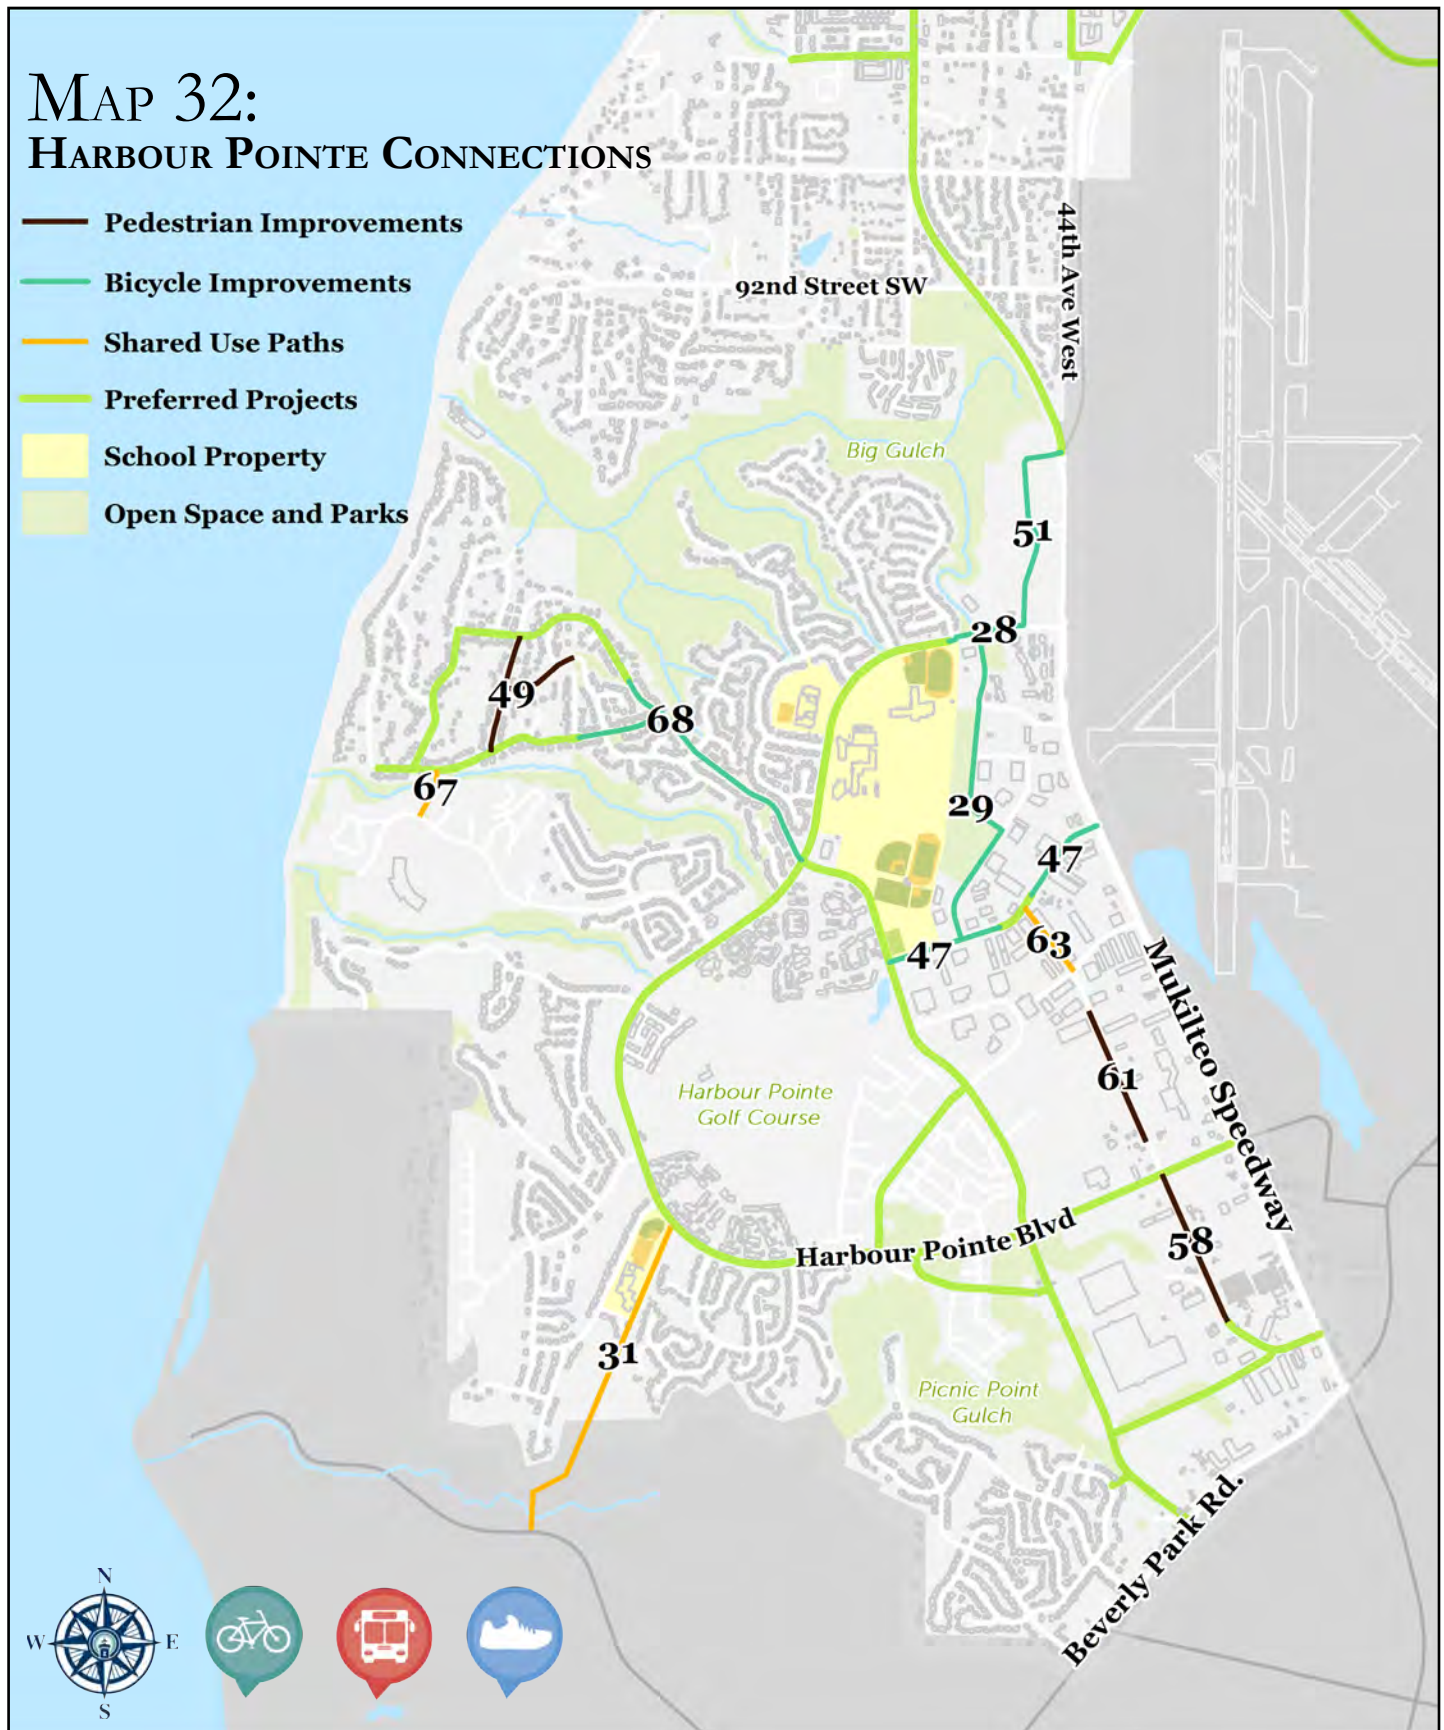 MAP 32:
HARBOUR POINTE CONNECTIONS
Pedestrian Improvements
Bicycle Improvements
Shared Use Paths
Preferred Projects
School Property
Open Space and Parks
44th Ave West
92nd Street SW
Big Gulch
51
28
49
68
67
29
47
47
63
Mukilteo Speedway
61
Harbour Pointe
Golf Course
Harbour Pointe Blvd
58
31
Picnic Point
Gulch
Beverly Park Rd.
N
W
E
S